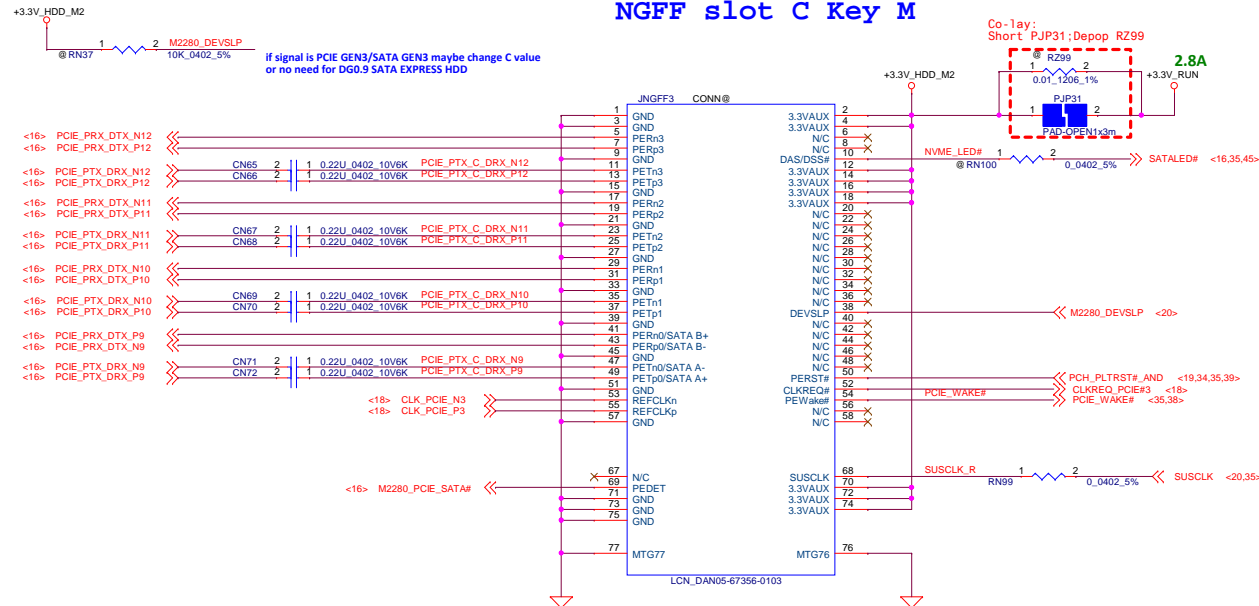 NGFF slot C Key M
+3.3V_HDD_M2
@ RN37 1 2 M2280_DEVSLP
10K_0402_5%
if signal is PCIE GEN3/SATA GEN3 maybe change C value
or no need for DG0.9 SATA EXPRESS HDD
Co-lay:
Short PJP31;Depop RZ99
@ RZ99
1 2
0.01_1206_1%
2.8A
+3.3V_HDD_M2
+3.3V_RUN
PJP31
1 2
PAD-OPEN1x3m
JNGFF3 CONN@
1 GND
3 GND
<16> PCIE_PRX_DTX_N12 5 PERn3
<16> PCIE_PRX_DTX_P12 7 PERp3
9 GND
<16> PCIE_PTX_DRX_N12 CN65 2 1 0.22U_0402_10V6K PCIE_PTX_C_DRX_N12 11 PETn3
<16> PCIE_PTX_DRX_P12 CN66 2 1 0.22U_0402_10V6K PCIE_PTX_C_DRX_P12 13 PETp3
15 GND
<16> PCIE_PRX_DTX_N11 17 PERn2
<16> PCIE_PRX_DTX_P11 19 PERp2
21 GND
<16> PCIE_PTX_DRX_N11 CN67 2 1 0.22U_0402_10V6K PCIE_PTX_C_DRX_N11 23 PETn2
<16> PCIE_PTX_DRX_P11 CN68 2 1 0.22U_0402_10V6K PCIE_PTX_C_DRX_P11 25 PETp2
27 GND
<16> PCIE_PRX_DTX_N10 29 PERn1
<16> PCIE_PRX_DTX_P10 31 PERp1
33 GND
<16> PCIE_PTX_DRX_N10 CN69 2 1 0.22U_0402_10V6K PCIE_PTX_C_DRX_N10 35 PETn1
<16> PCIE_PTX_DRX_P10 CN70 2 1 0.22U_0402_10V6K PCIE_PTX_C_DRX_P10 37 PETp1
39 GND
<16> PCIE_PRX_DTX_P9 41 PERn0/SATA B+
<16> PCIE_PRX_DTX_N9 43 PERp0/SATA B-
45 GND
<16> PCIE_PTX_DRX_N9 CN71 2 1 0.22U_0402_10V6K PCIE_PTX_C_DRX_N9 47 PETn0/SATA A-
<16> PCIE_PTX_DRX_P9 CN72 2 1 0.22U_0402_10V6K PCIE_PTX_C_DRX_P9 49 PETp0/SATA A+
51 GND
<18> CLK_PCIE_N3 53 REFCLKn
<18> CLK_PCIE_P3 55 REFCLKp
57 GND
67 N/C
<16> M2280_PCIE_SATA# 69 PEDET
71 GND
73 GND
75 GND
77 MTG77
3.3VAUX 2
3.3VAUX 4
N/C 6
N/C 8
DAS/DSS# 10 NVME_LED# @ RN100 1 2 0_0402_5% SATALED# <16,35,45>
3.3VAUX 12
3.3VAUX 14
3.3VAUX 16
3.3VAUX 18
N/C 20
N/C 22
N/C 24
N/C 26
N/C 28
N/C 30
N/C 32
N/C 34
N/C 36
DEVSLP 38 M2280_DEVSLP <20>
N/C 40
N/C 42
N/C 44
N/C 46
N/C 48
PERST# 50 PCH_PLTRST#_AND <19,34,35,39>
CLKREQ# 52 CLKREQ_PCIE#3 <18>
PEWake# 54 PCIE_WAKE# PCIE_WAKE# <35,38>
N/C 56
N/C 58
SUSCLK 68 SUSCLK_R RN99 1 2 0_0402_5% SUSCLK <20,35>
3.3VAUX 70
3.3VAUX 72
3.3VAUX 74
MTG76 76
LCN_DAN05-67356-0103